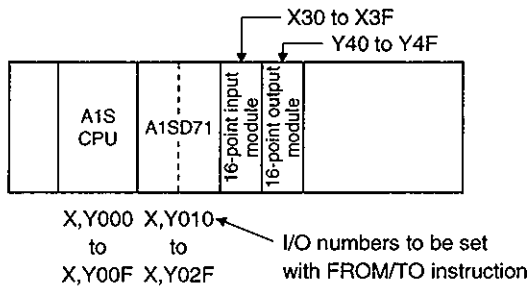 X30 to X3F
Y40 to Y4F
A1S
CPU
A1SD71
16-point input
module
16-point output
module
X,Y000 X,Y010
to to
X,Y00F X,Y02F
I/O numbers to be set
with FROM/TO instruction